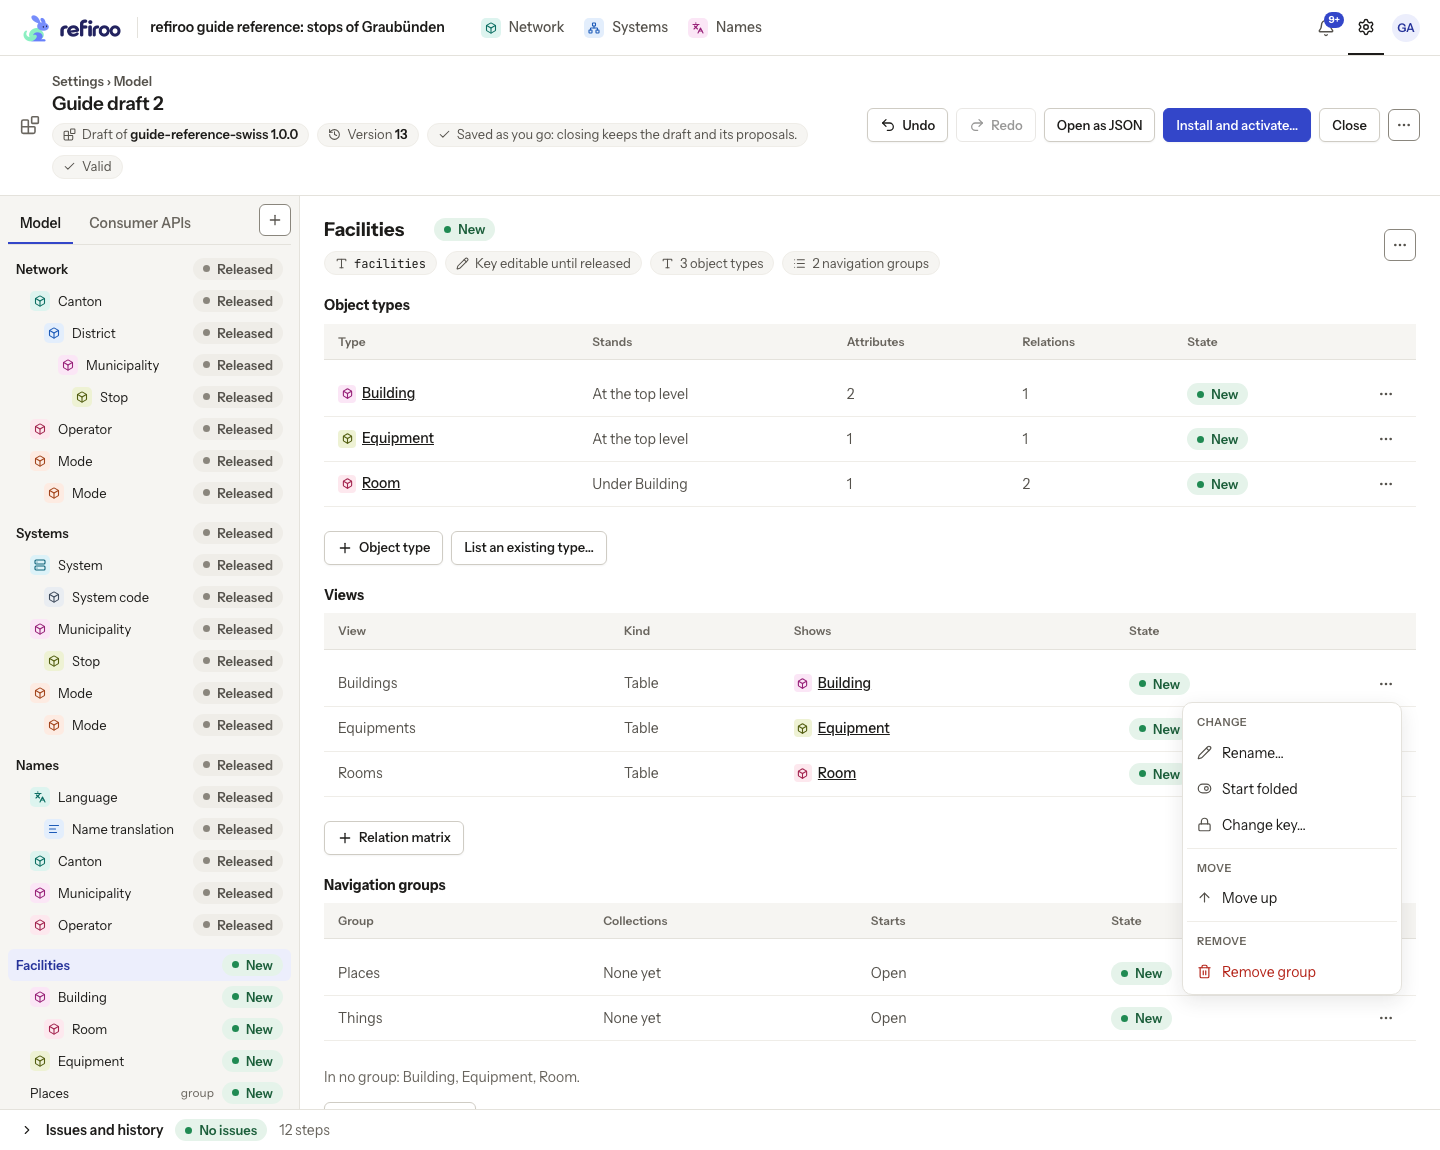 refiroo
refiroo guide reference: stops of Graubünden
Network
Systems
Names
9+
GA
Settings › Model
Guide draft 2
Draft of guide-reference-swiss 1.0.0
Version 13
Saved as you go: closing keeps the draft and its proposals.
Valid
Undo
Redo
Open as JSON
Install and activate...
Close
Model
Consumer APIs
Network Released
Canton Released
District Released
Municipality Released
Stop Released
Operator Released
Mode Released
Mode Released
Systems Released
System Released
System code Released
Municipality Released
Stop Released
Mode Released
Mode Released
Names Released
Language Released
Name translation Released
Canton Released
Municipality Released
Operator Released
Facilities New
Building New
Room New
Equipment New
Places group New
Facilities New
facilities
Key editable until released
3 object types
2 navigation groups
Object types
Type Stands Attributes Relations State
Building At the top level 2 1 New
Equipment At the top level 1 1 New
Room Under Building 1 2 New
Object type
List an existing type...
Views
View Kind Shows State
Buildings Table Building New
Equipments Table Equipment New
Rooms Table Room New
Relation matrix
Navigation groups
Group Collections Starts State
Places None yet Open New
Things None yet Open New
In no group: Building, Equipment, Room.
CHANGE
Rename...
Start folded
Change key...
MOVE
Move up
REMOVE
Remove group
Issues and history
No issues
12 steps